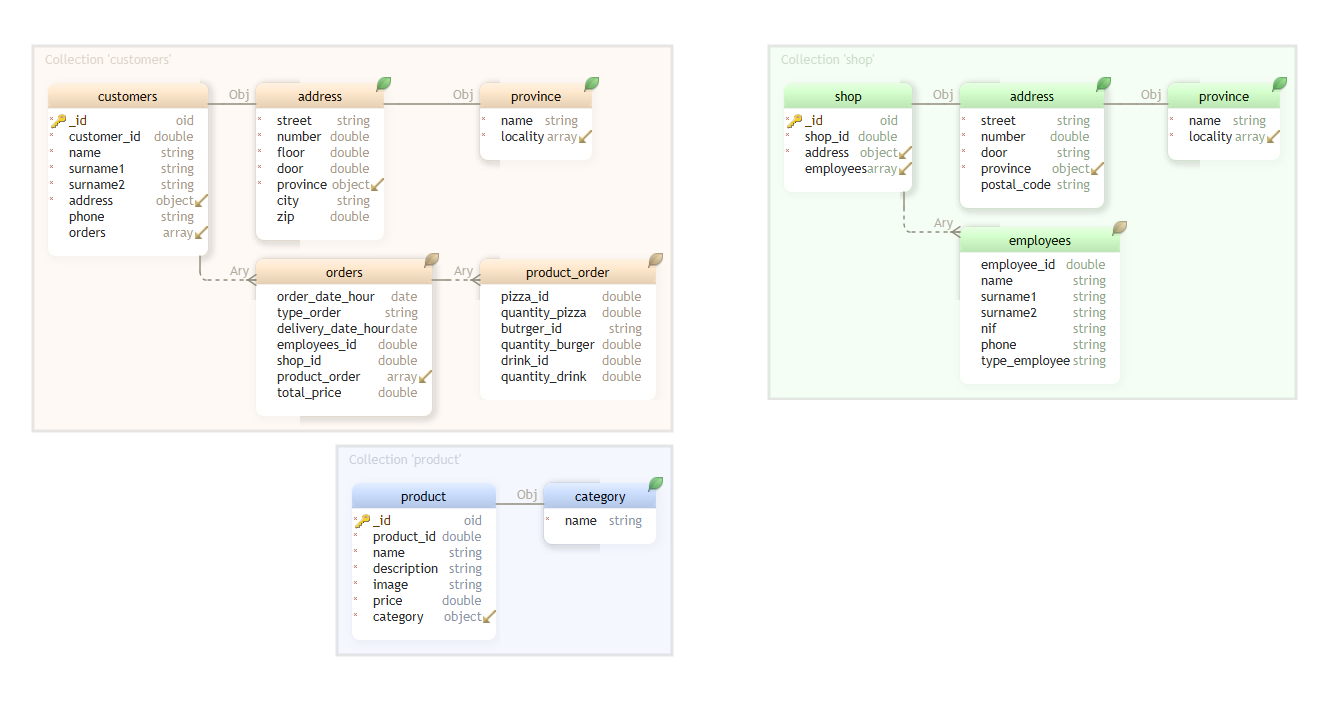 Collection 'customers'
customers
_id oid
customer_id double
name string
surname1 string
surname2 string
address object
phone string
orders array
Obj
address
street string
number double
floor double
door double
province object
city string
zip double
Obj
province
name string
locality array
Ary
orders
order_date_hour date
type_order string
delivery_date_hour date
employees_id double
shop_id double
product_order array
total_price double
Ary
product_order
pizza_id double
quantity_pizza double
butrger_id string
quantity_burger double
drink_id double
quantity_drink double
Collection 'shop'
shop
_id oid
shop_id double
address object
employees array
Obj
address
street string
number double
door string
province object
postal_code string
Obj
province
name string
locality array
Ary
employees
employee_id double
name string
surname1 string
surname2 string
nif string
phone string
type_employee string
Collection 'product'
product
_id oid
product_id double
name string
description string
image string
price double
category object
Obj
category
name string